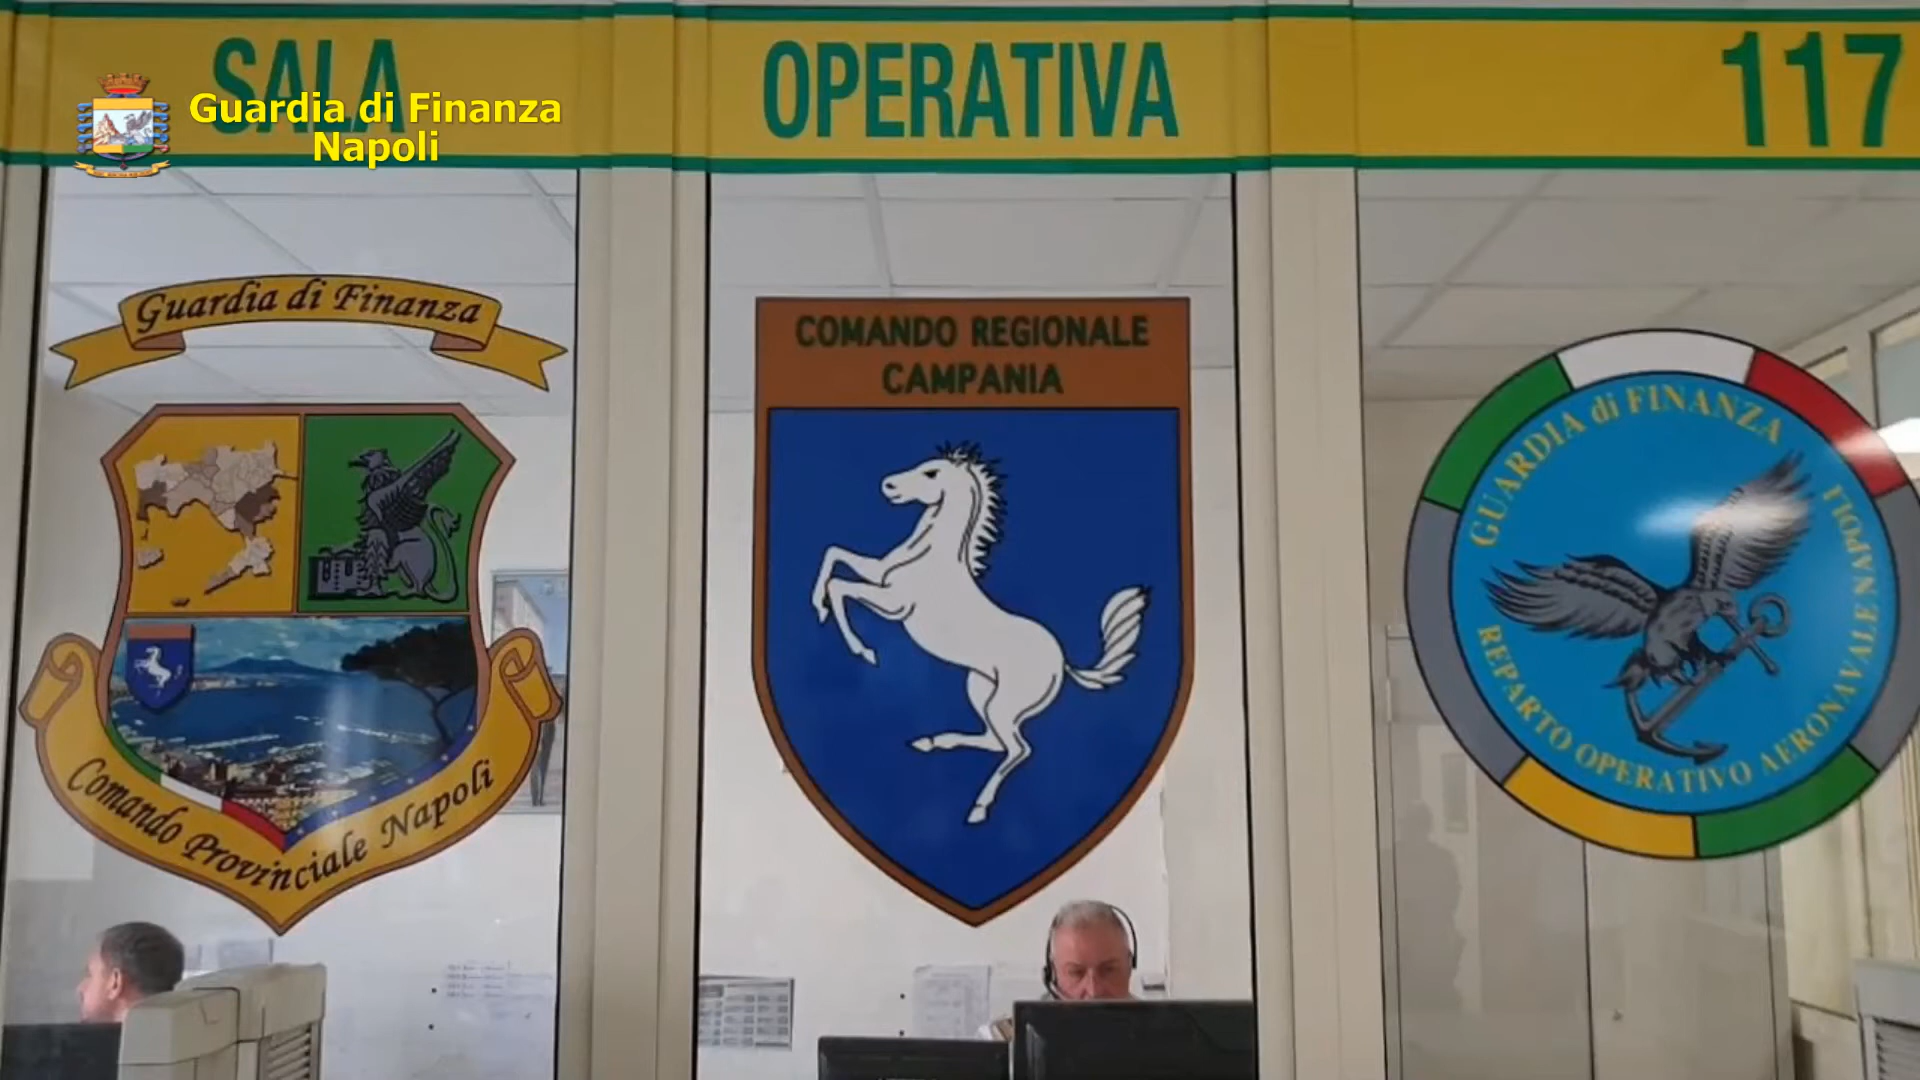 SALA OPERATIVA 117
Guardia di Finanza
Napoli
Guardia di Finanza
Comando Provinciale Napoli
COMANDO REGIONALE
CAMPANIA
GUARDIA di FINANZA
REPARTO OPERATIVO AERONAVALE NAPOLI